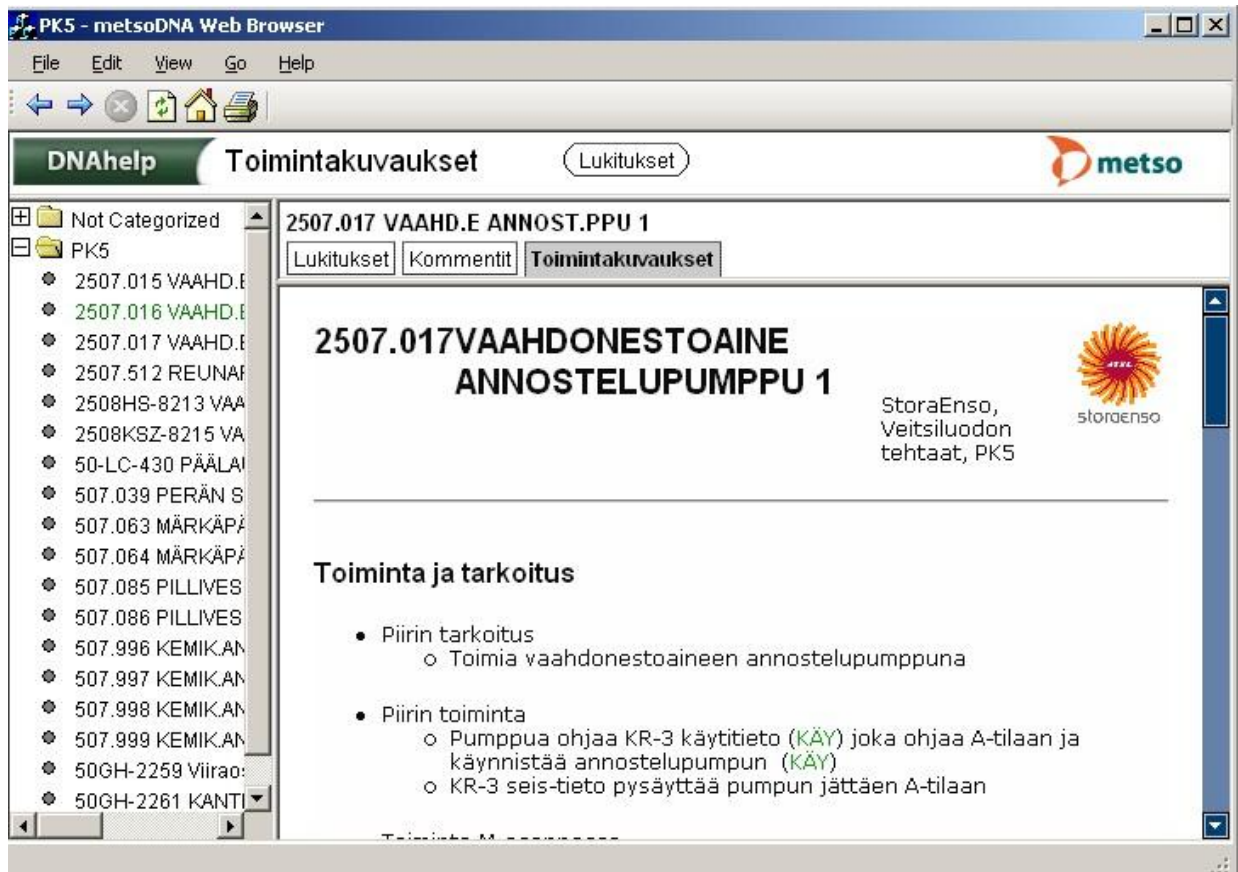 PK5 - metsoDNA Web Browser
File Edit View Go Help
DNAhelp Toimintakuvaukset Lukitukset metso
Not Categorized
PK5
2507.015 VAAHD.E
2507.016 VAAHD.E
2507.017 VAAHD.E
2507.512 REUNA
2508HS-8213 VAA
2508KSZ-8215 VA
50-LC-430 PÄÄLA
507.039 PERÄN S
507.063 MÄRKÄPÄ
507.064 MÄRKÄPÄ
507.085 PILLIVES
507.086 PILLIVES
507.996 KEMIK.AN
507.997 KEMIK.AN
507.998 KEMIK.AN
507.999 KEMIK.AN
50GH-2259 Viirao
50GH-2261 KANTI
2507.017 VAAHD.E ANNOST.PPU 1
Lukitukset Kommentit Toimintakuvaukset
2507.017VAAHDONESTOAINE
ANNOSTELUPUMPPU 1
StoraEnso,
Veitsiluodon
tehtaat, PK5
storaenso
Toiminta ja tarkoitus
Piirin tarkoitus
Toimia vaahdonestoaineen annostelupumppuna
Piirin toiminta
Pumppua ohjaa KR-3 käytitieto (KÄY) joka ohjaa A-tilaan ja
käynnistää annostelupumpun (KÄY)
KR-3 seis-tieto pysäyttää pumpun jättäen A-tilaan